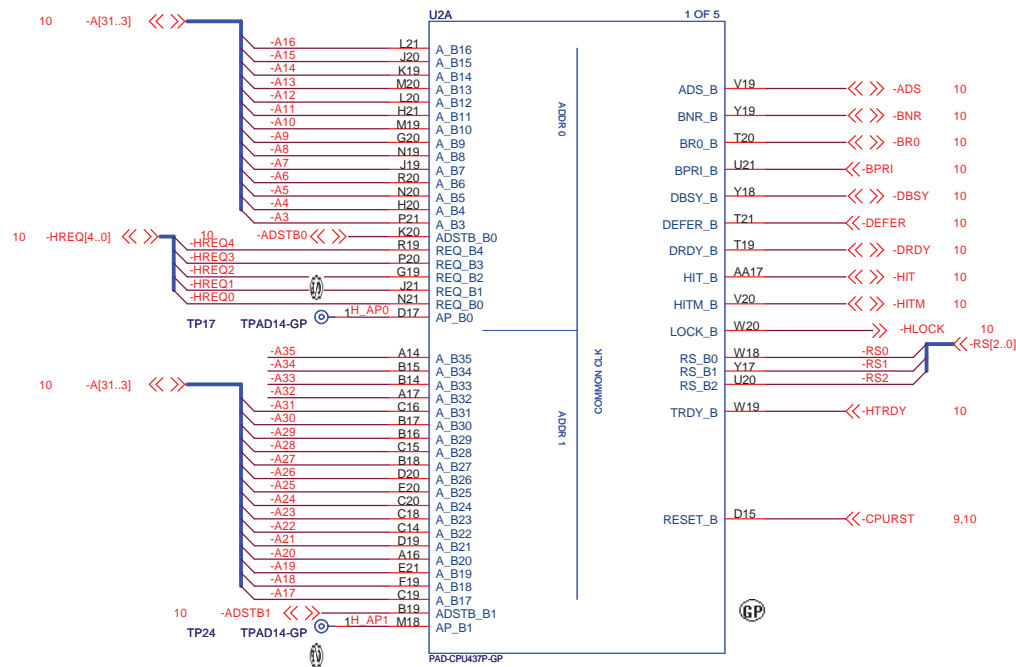 U2A 1 OF 5
10 -A[31..3]
-A16 L21 A_B16
-A15 J20 A_B15
-A14 K19 A_B14
-A13 M20 A_B13
-A12 L20 A_B12
-A11 H21 A_B11
-A10 M19 A_B10
-A9 G20 A_B9
-A8 N19 A_B8
-A7 J19 A_B7
-A6 R20 A_B6
-A5 N20 A_B5
-A4 H20 A_B4
-A3 P21 A_B3
10 -ADSTB0 K20 ADSTB_B0
10 -HREQ[4..0]
-HREQ4 R19 REQ_B4
-HREQ3 P20 REQ_B3
-HREQ2 G19 REQ_B2
-HREQ1 J21 REQ_B1
-HREQ0 N21 REQ_B0
TP17 TPAD14-GP 1 H_AP0 D17 AP_B0
-A35 A14 A_B35
-A34 B15 A_B34
-A33 B14 A_B33
-A32 A17 A_B32
10 -A[31..3]
-A31 C16 A_B31
-A30 B17 A_B30
-A29 B16 A_B29
-A28 C15 A_B28
-A27 B18 A_B27
-A26 D20 A_B26
-A25 E20 A_B25
-A24 C20 A_B24
-A23 C18 A_B23
-A22 C14 A_B22
-A21 D19 A_B21
-A20 A16 A_B20
-A19 E21 A_B19
-A18 F19 A_B18
-A17 C19 A_B17
10 -ADSTB1 B19 ADSTB_B1
TP24 TPAD14-GP 1 H_AP1 M18 AP_B1
PAD-CPU437P-GP
ADDR 0
ADDR 1
COMMON CLK
ADS_B V19 -ADS 10
BNR_B Y19 -BNR 10
BR0_B T20 -BR0 10
BPRI_B U21 -BPRI 10
DBSY_B Y18 -DBSY 10
DEFER_B T21 -DEFER 10
DRDY_B T19 -DRDY 10
HIT_B AA17 -HIT 10
HITM_B V20 -HITM 10
LOCK_B W20 -HLOCK 10
-RS[2..0]
RS_B0 W18 -RS0
RS_B1 Y17 -RS1
RS_B2 U20 -RS2
TRDY_B W19 -HTRDY 10
RESET_B D15 -CPURST 9,10
GP